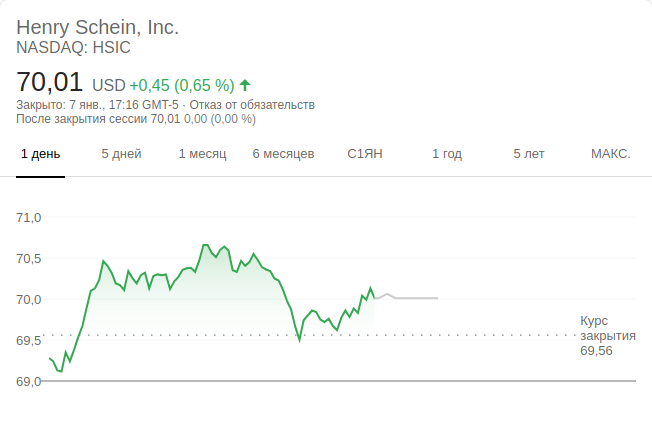 Henry Schein, Inc.
NASDAQ: HSIC
70,01 USD +0,45 (0,65 %)
Закрыто: 7 янв., 17:16 GMT-5 · Отказ от обязательств
После закрытия сессии 70,01 0,00 (0,00 %)
1 день 5 дней 1 месяц 6 месяцев С1ЯН 1 год 5 лет МАКС.
71,0
70,5
70,0
69,5
69,0
Курс
закрытия
69,56